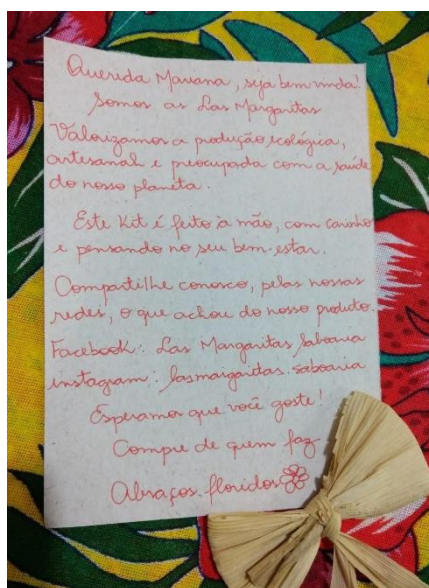 Querida Mariana, seja bem vinda!
Somos as Las Margaritas
Valorizamos a produção ecológica,
artesanal e preocupada com a saúde
do nosso planeta.
Este Kit é feito à mão, com carinho
e pensando no seu bem-estar.
Compartilhe conosco, pelas nossas
redes, o que achou do nosso produto.
Facebook: Las Margaritas Saboaria
instagram: lasmargaritas.saboaria
Esperamos que você goste!
Compre de quem faz
Abraços floridos